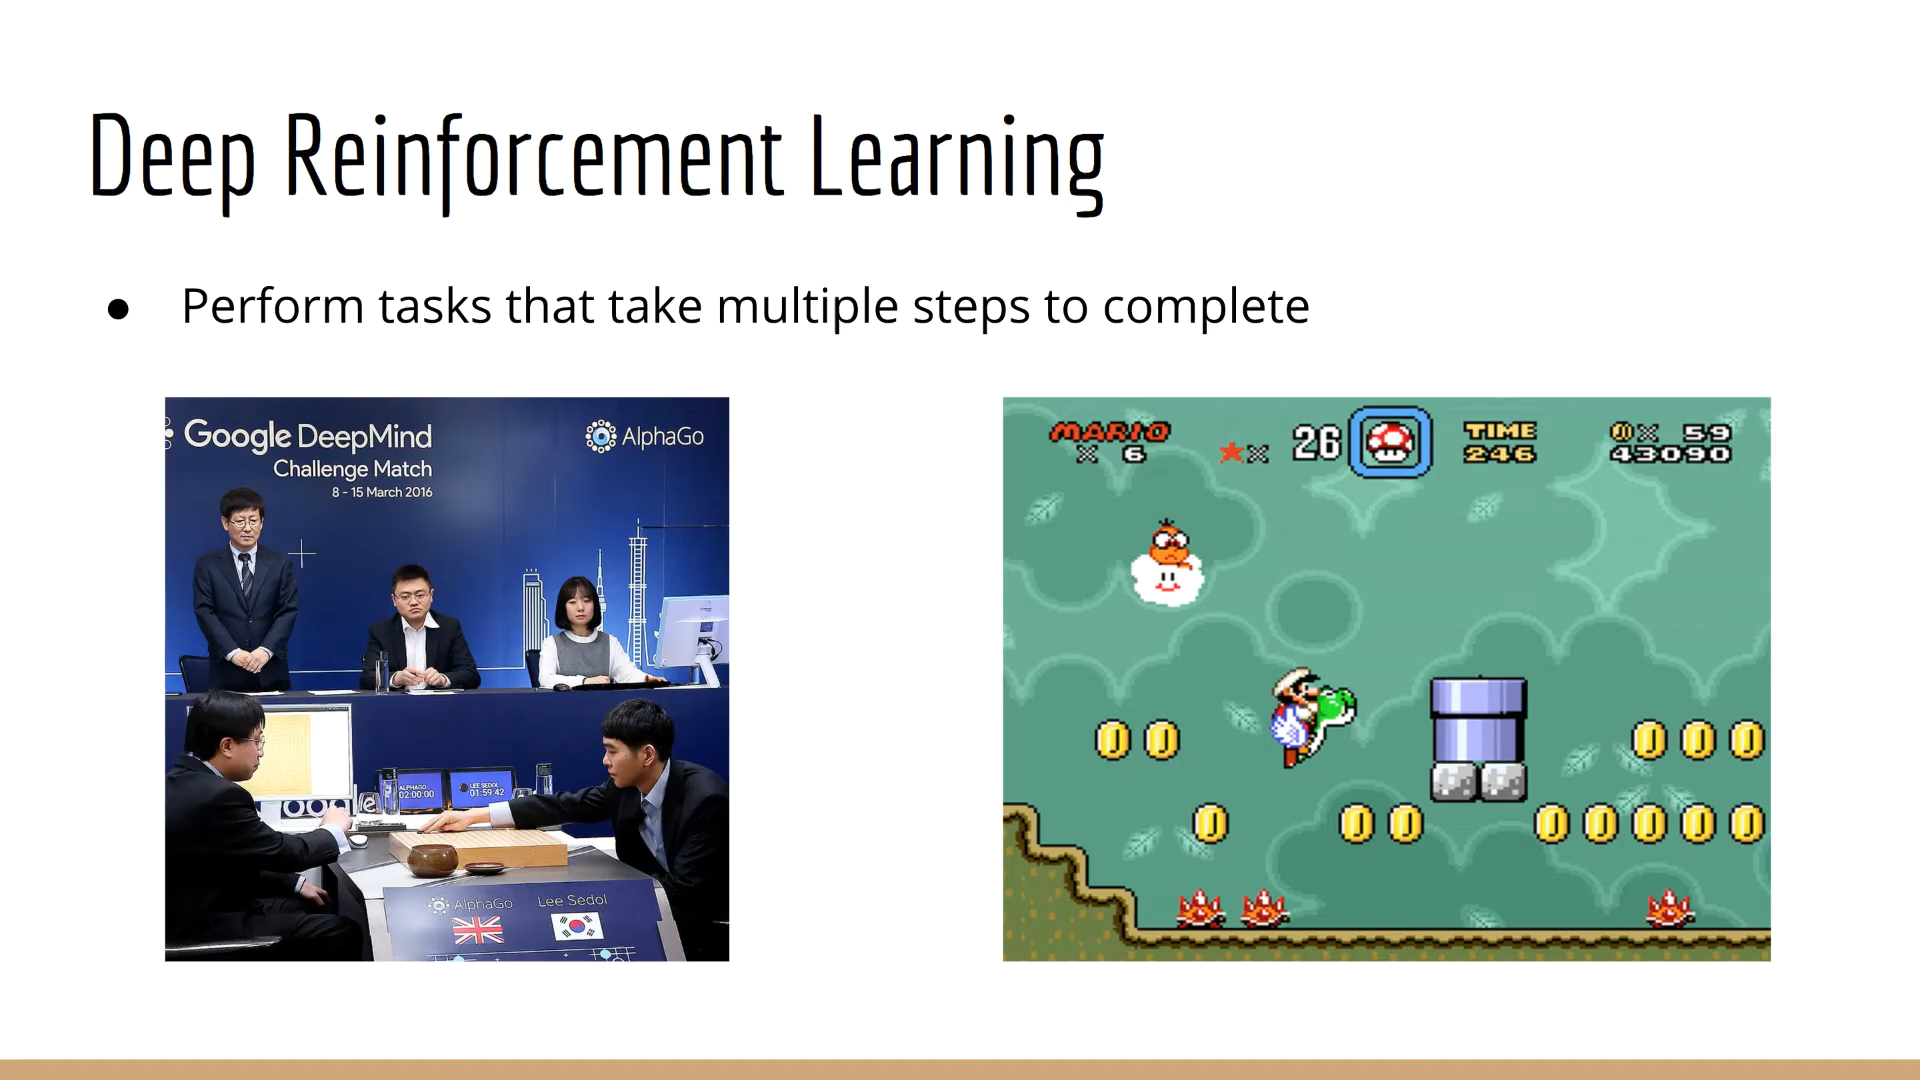 Deep Reinforcement Learning
● Perform tasks that take multiple steps to complete
Google DeepMind
Challenge Match
8 - 15 March 2016
AlphaGo
ALPHAGO
02:00:00
LEE SEDOL
01:59:42
AlphaGo Lee Sedol
MARIO
x 6
★x 26
TIME
246
x 59
43090